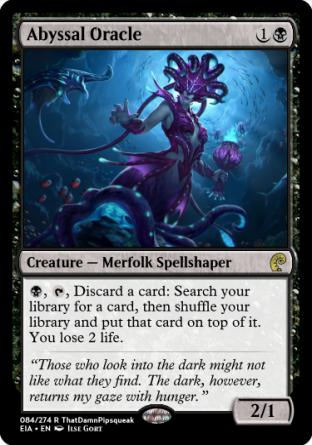 Abyssal Oracle 1
Creature — Merfolk Spellshaper
, , Discard a card: Search your
library for a card, then shuffle your
library and put that card on top of it.
You lose 2 life.
“Those who look into the dark might not
like what they find. The dark, however,
returns my gaze with hunger.”
2/1
084/274 R ThatDamnPipsqueak
EIA • EN Ilse Gort